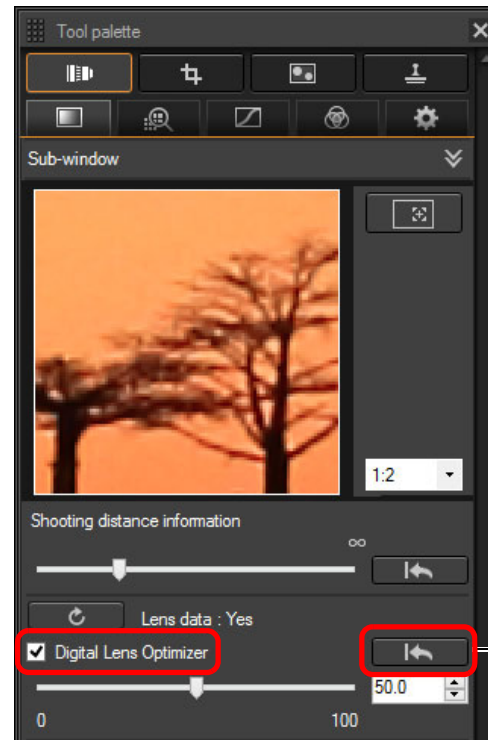 Tool palette
Sub-window
1:2
Shooting distance information
∞
Lens data : Yes
Digital Lens Optimizer
50.0
0 100